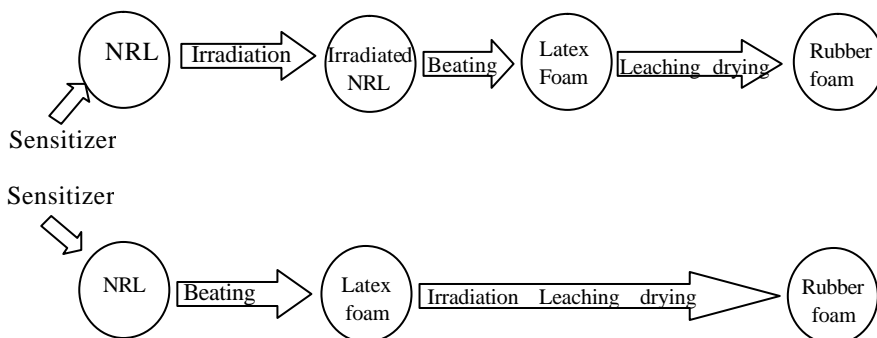 NRL
Irradiation
Irradiated
NRL
Beating
Latex
Foam
Leaching drying
Rubber
foam
Sensitizer
Sensitizer
NRL
Beating
Latex
foam
Irradiation Leaching drying
Rubber
foam